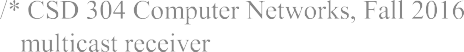 /* CSD 304 Computer Networks, Fall 2016
multicast receiver